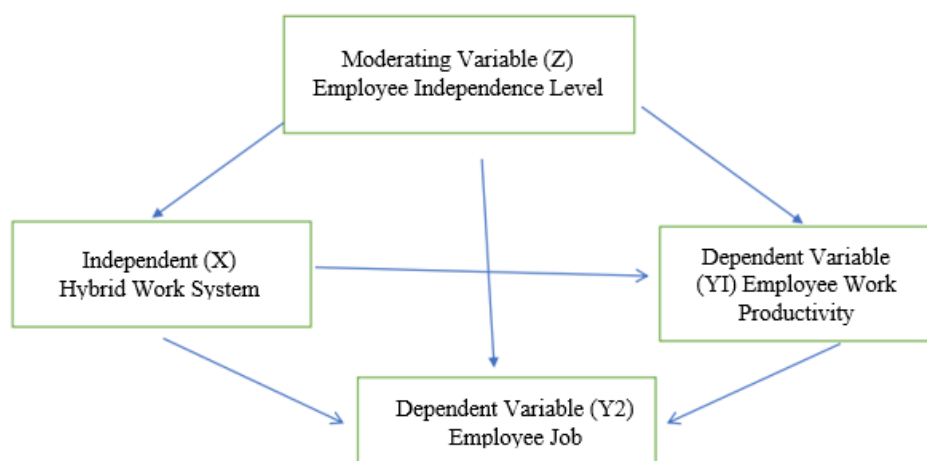 Moderating Variable (Z)
Employee Independence Level
Independent (X)
Hybrid Work System
Dependent Variable
(YI) Employee Work
Productivity
Dependent Variable (Y2)
Employee Job